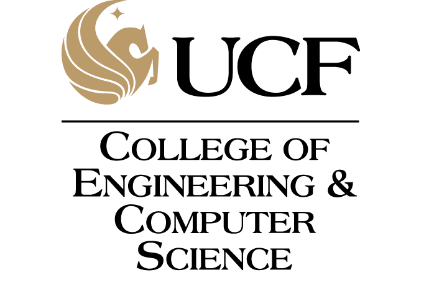 UCF
COLLEGE OF
ENGINEERING &
COMPUTER
SCIENCE